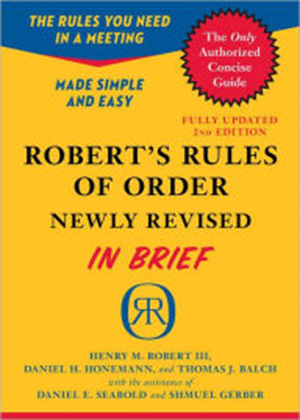 THE RULES YOU NEED
IN A MEETING
MADE SIMPLE
AND EASY
The Only
Authorized
Concise
Guide
FULLY UPDATED
2ND EDITION
ROBERT'S RULES
OF ORDER
NEWLY REVISED
IN BRIEF
RR
HENRY M. ROBERT III,
DANIEL H. HONEMANN, and THOMAS J. BALCH
with the assistance of
DANIEL E. SEABOLD and SHMUEL GERBER